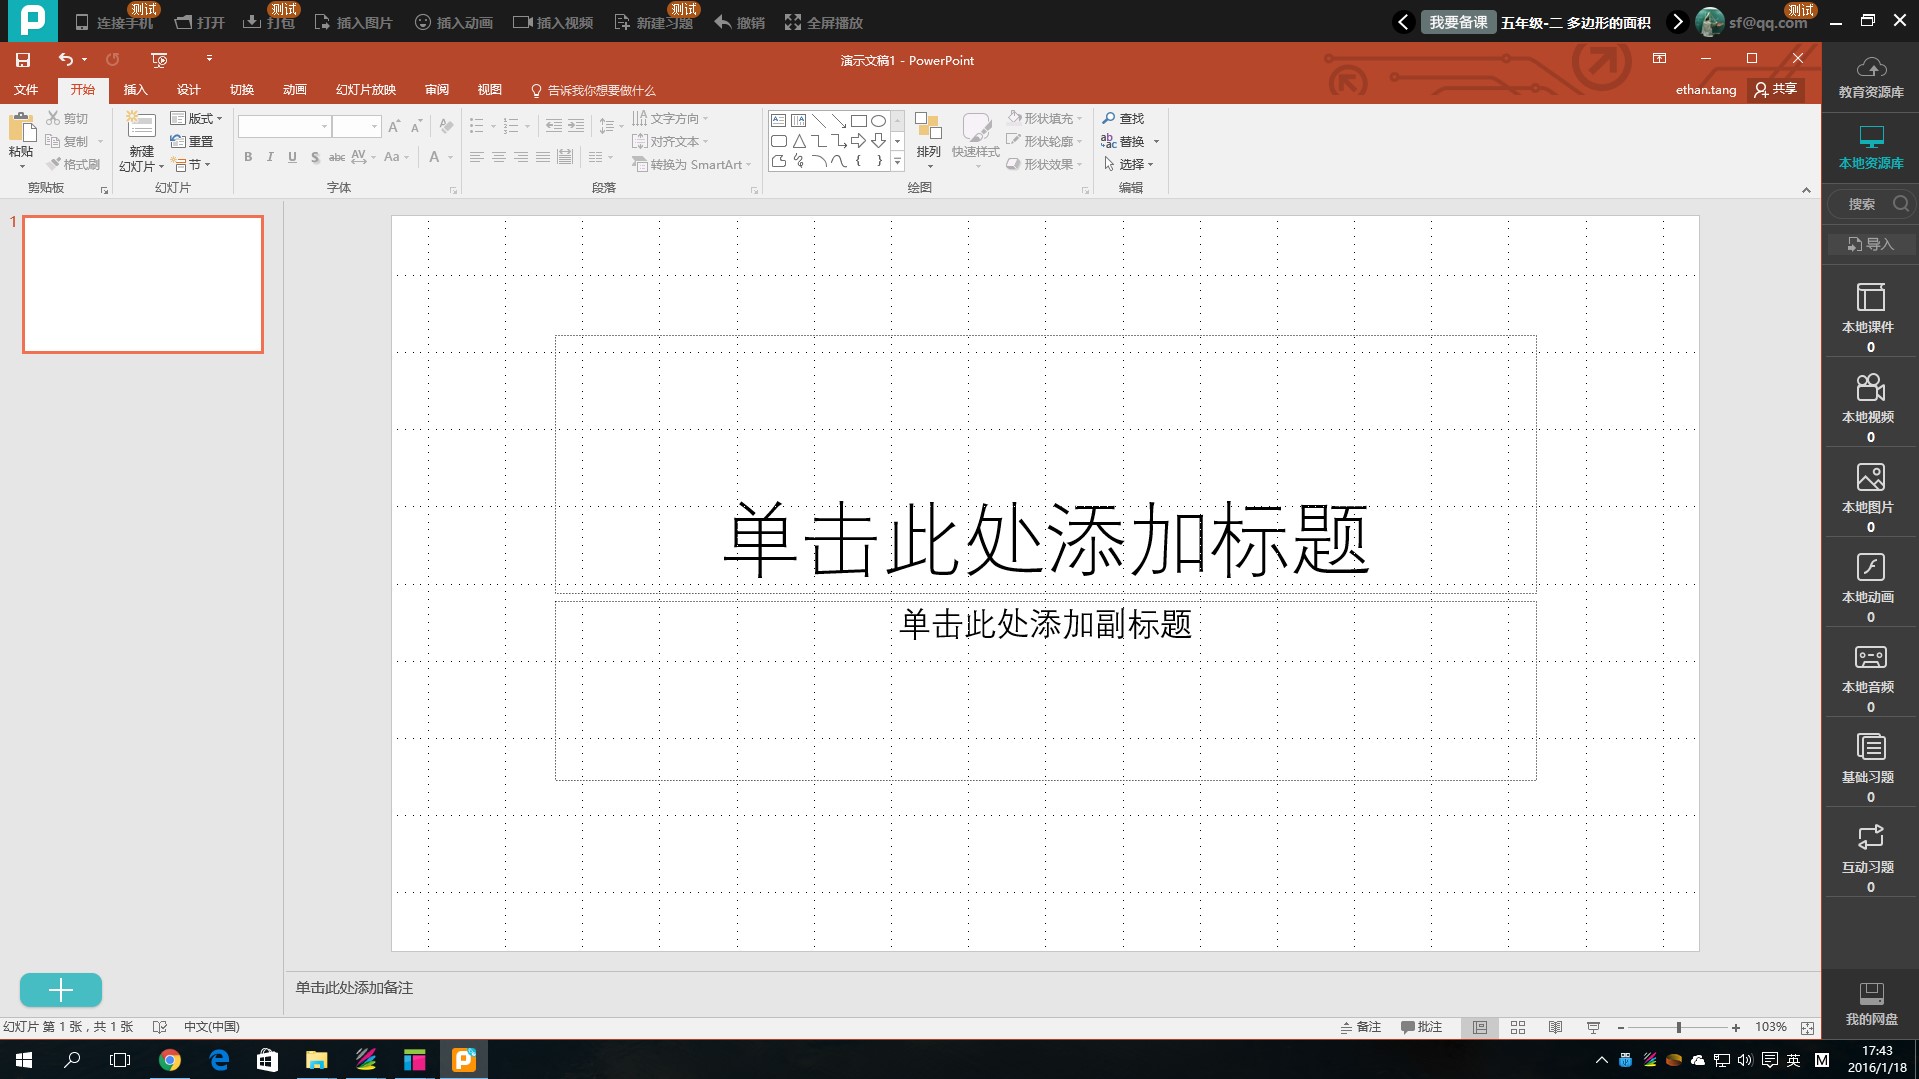 测试 测试 测试 测试
连接手机 打开 打包 插入图片 插入动画 插入视频 新建习题 撤销 全屏播放 我要备课 五年级-二 多边形的面积 sf@qq.com
演示文稿1 - PowerPoint
文件 开始 插入 设计 切换 动画 幻灯片放映 审阅 视图 告诉我你想要做什么 ethan.tang 共享
粘贴 剪切 复制 格式刷
剪贴板
新建幻灯片 版式 重置 节
幻灯片
B I U S abc AV Aa A
字体
文字方向
对齐文本
转换为 SmartArt
段落
排列 快速样式
形状填充
形状轮廓
形状效果
绘图
查找
替换
选择
编辑
1
单击此处添加标题
单击此处添加副标题
单击此处添加备注
幻灯片 第 1 张，共 1 张 中文(中国) 备注 批注 103%
教育资源库
本地资源库
搜索
导入
本地课件
0
本地视频
0
本地图片
0
本地动画
0
本地音频
0
基础习题
0
互动习题
0
我的网盘
英 M
17:43
2016/1/18